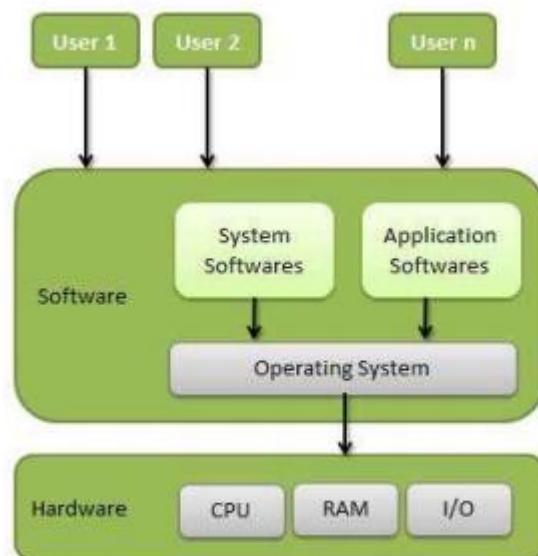 User 1
User 2
User n
System
Softwares
Application
Softwares
Software
Operating System
Hardware
CPU
RAM
I/O